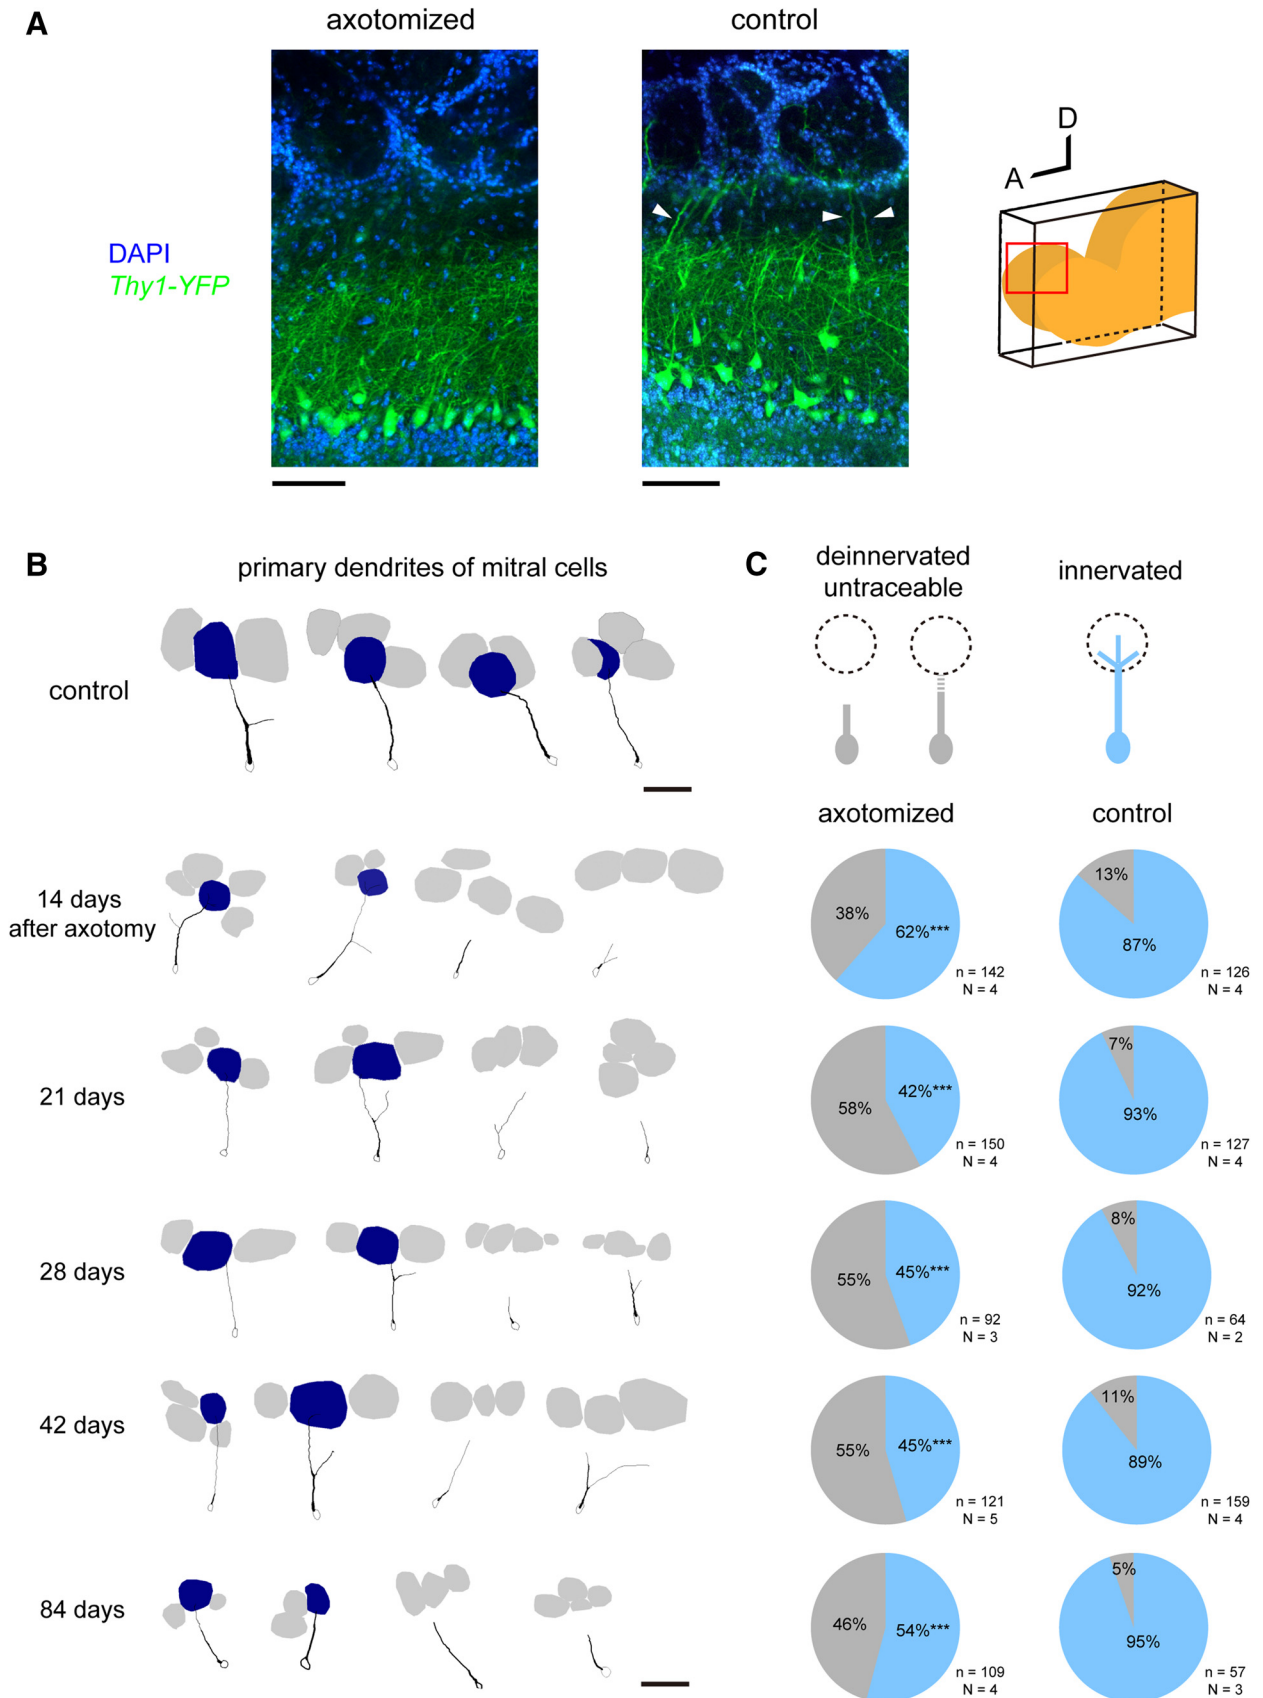 A
axotomized
control
DAPI
Thy1-YFP
D
A
B
primary dendrites of mitral cells
control
14 days
after axotomy
21 days
28 days
42 days
84 days
C
deinnervated
untraceable
innervated
axotomized
control
38%
62%***
n = 142
N = 4
13%
87%
n = 126
N = 4
58%
42%***
n = 150
N = 4
7%
93%
n = 127
N = 4
55%
45%***
n = 92
N = 3
8%
92%
n = 64
N = 2
55%
45%***
n = 121
N = 5
11%
89%
n = 159
N = 4
46%
54%***
n = 109
N = 4
5%
95%
n = 57
N = 3